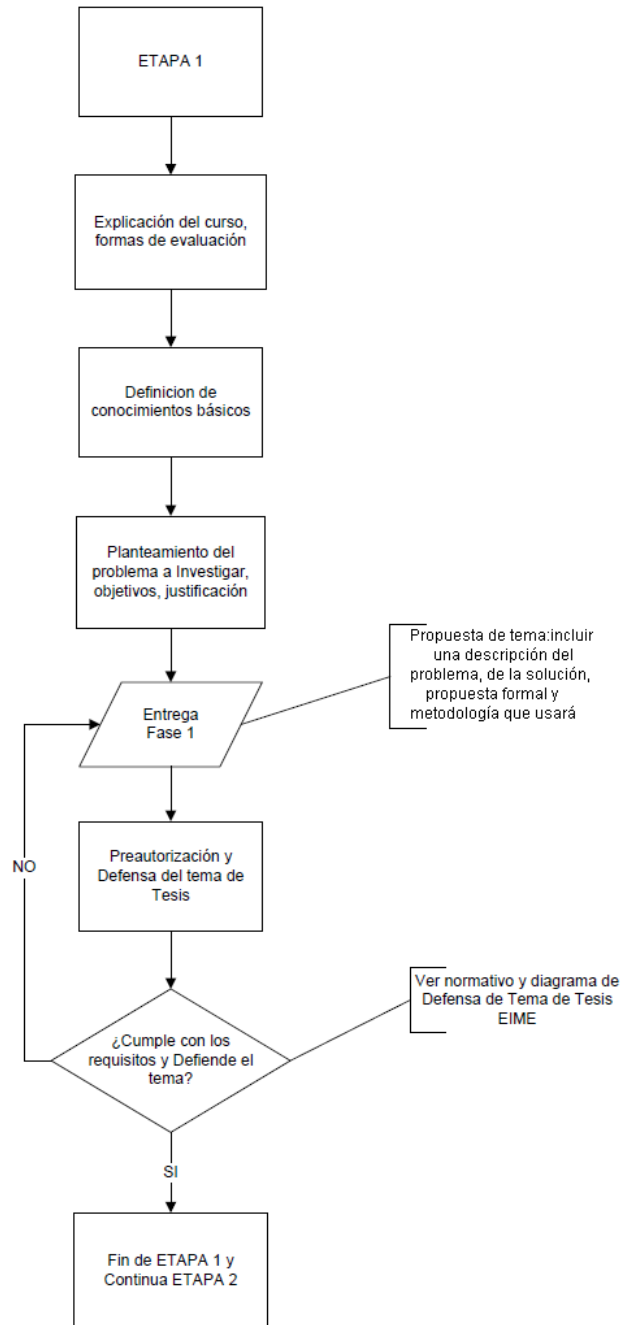 ETAPA 1
Explicación del curso,
formas de evaluación
Definicion de
conocimientos básicos
Planteamiento del
problema a Investigar,
objetivos, justificación
Propuesta de tema:incluir
una descripción del
problema, de la solución,
propuesta formal y
metodología que usará
Entrega
Fase 1
Preautorización y
Defensa del tema de
Tesis
NO
Ver normativo y diagrama de
Defensa de Tema de Tesis
EIME
¿Cumple con los
requisitos y Defiende el
tema?
SI
Fin de ETAPA 1 y
Continua ETAPA 2